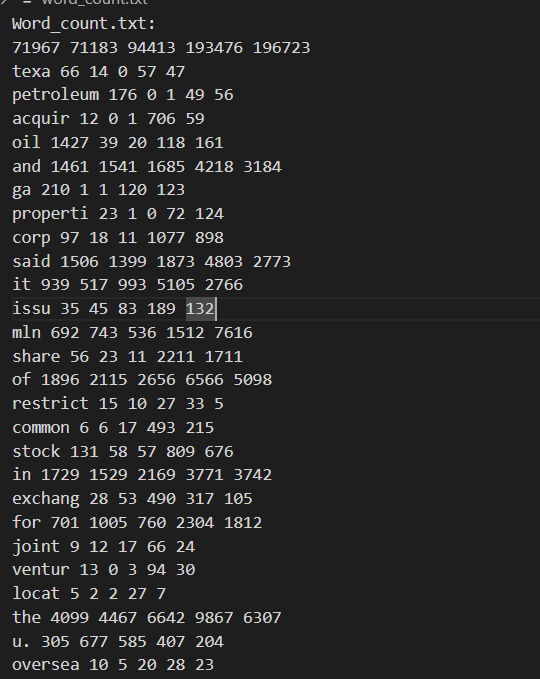 word_count.txt
Word_count.txt:
71967 71183 94413 193476 196723
texa 66 14 0 57 47
petroleum 176 0 1 49 56
acquir 12 0 1 706 59
oil 1427 39 20 118 161
and 1461 1541 1685 4218 3184
ga 210 1 1 120 123
properti 23 1 0 72 124
corp 97 18 11 1077 898
said 1506 1399 1873 4803 2773
it 939 517 993 5105 2766
issu 35 45 83 189 132
mln 692 743 536 1512 7616
share 56 23 11 2211 1711
of 1896 2115 2656 6566 5098
restrict 15 10 27 33 5
common 6 6 17 493 215
stock 131 58 57 809 676
in 1729 1529 2169 3771 3742
exchang 28 53 490 317 105
for 701 1005 760 2304 1812
joint 9 12 17 66 24
ventur 13 0 3 94 30
locat 5 2 2 27 7
the 4099 4467 6642 9867 6307
u. 305 677 585 407 204
oversea 10 5 20 28 23